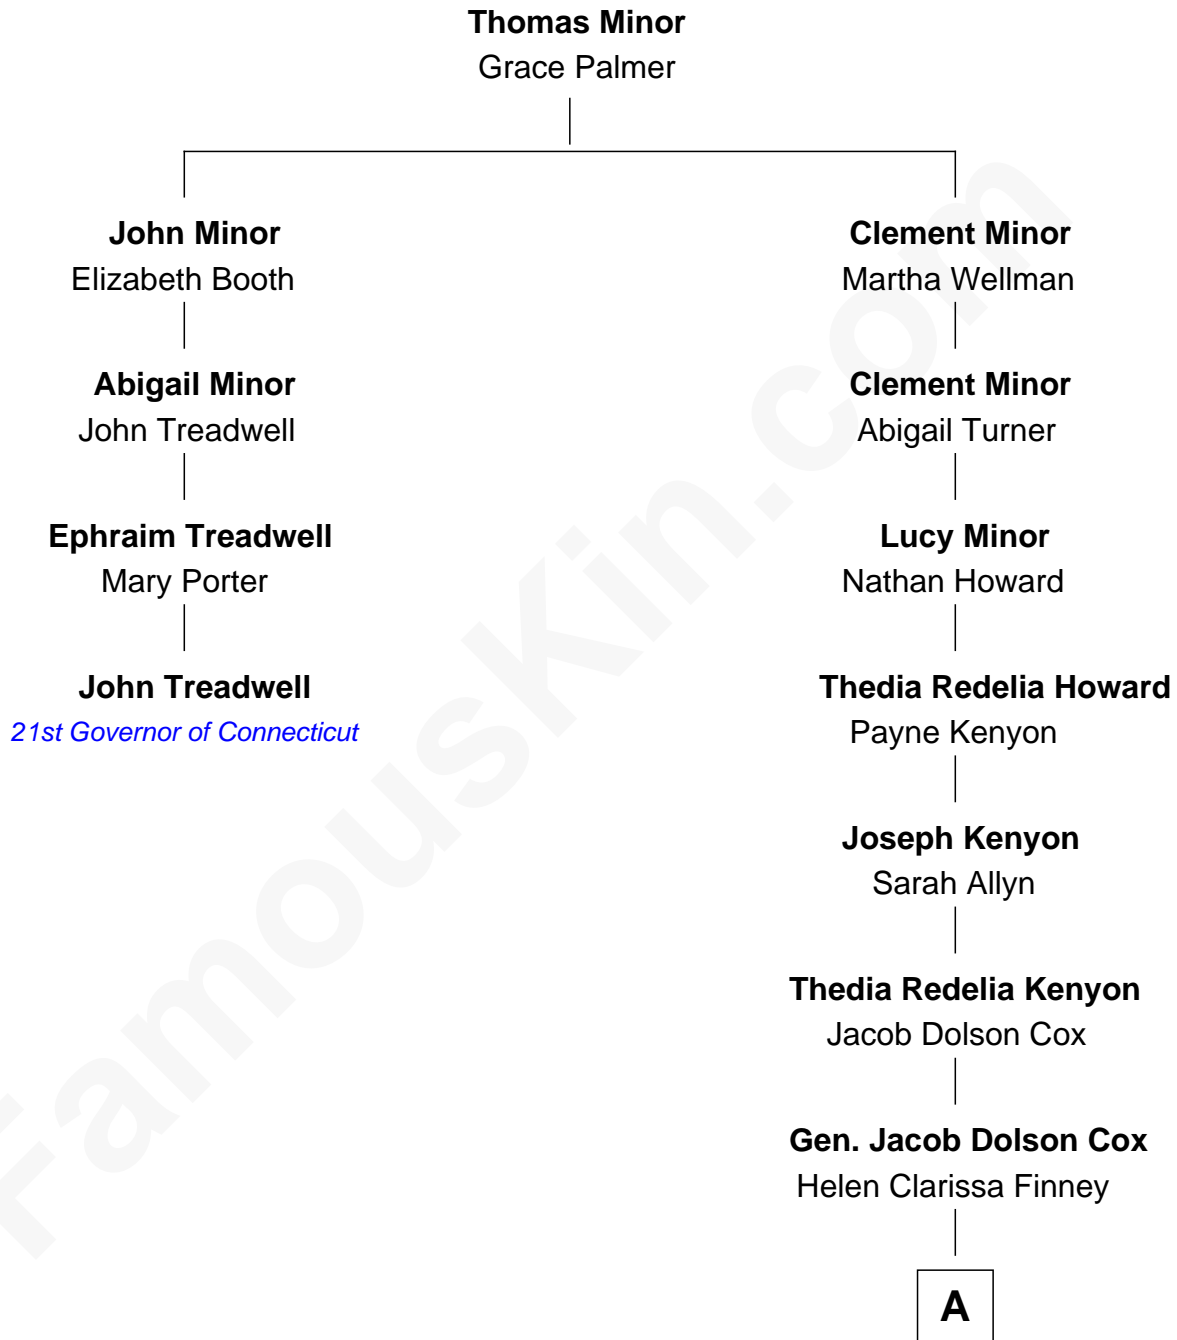 Thomas Minor
Grace Palmer
John Minor
Elizabeth Booth
Clement Minor
Martha Wellman
Abigail Minor
John Treadwell
Clement Minor
Abigail Turner
Ephraim Treadwell
Mary Porter
Lucy Minor
Nathan Howard
John Treadwell
21st Governor of Connecticut
Thedia Redelia Howard
Payne Kenyon
Joseph Kenyon
Sarah Allyn
Thedia Redelia Kenyon
Jacob Dolson Cox
Gen. Jacob Dolson Cox
Helen Clarissa Finney
A
FamousKin.com